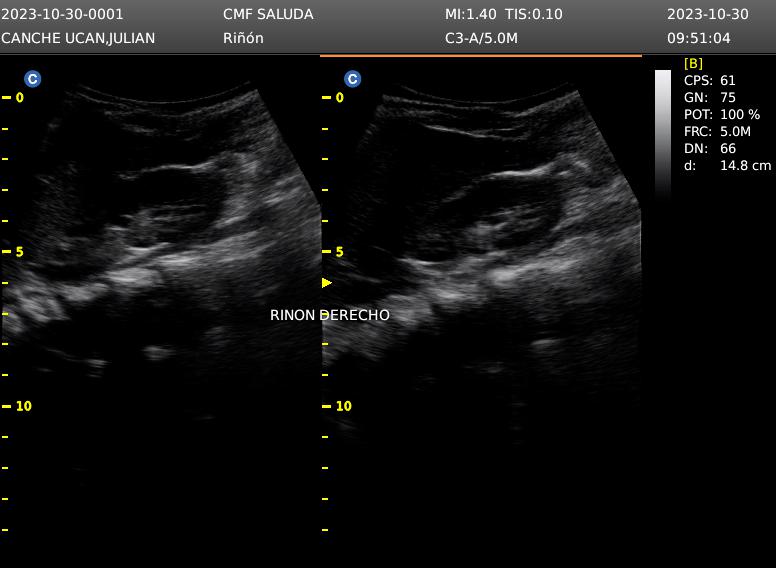 2023-10-30-0001 CMF SALUDA MI:1.40 TIS:0.10 2023-10-30
CANCHE UCAN,JULIAN Riñón C3-A/5.0M 09:51:04
[B]
C C
0 0
CPS: 61
GN: 75
POT: 100 %
FRC: 5.0M
DN: 66
d: 14.8 cm
5 5
RINON DERECHO
10 10